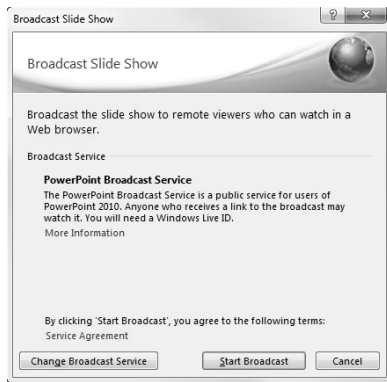 Broadcast Slide Show
Broadcast Slide Show
Broadcast the slide show to remote viewers who can watch in a
Web browser.
Broadcast Service
PowerPoint Broadcast Service
The PowerPoint Broadcast Service is a public service for users of
PowerPoint 2010. Anyone who receives a link to the broadcast may
watch it. You will need a Windows Live ID.
More Information
By clicking 'Start Broadcast', you agree to the following terms:
Service Agreement
Change Broadcast Service Start Broadcast Cancel